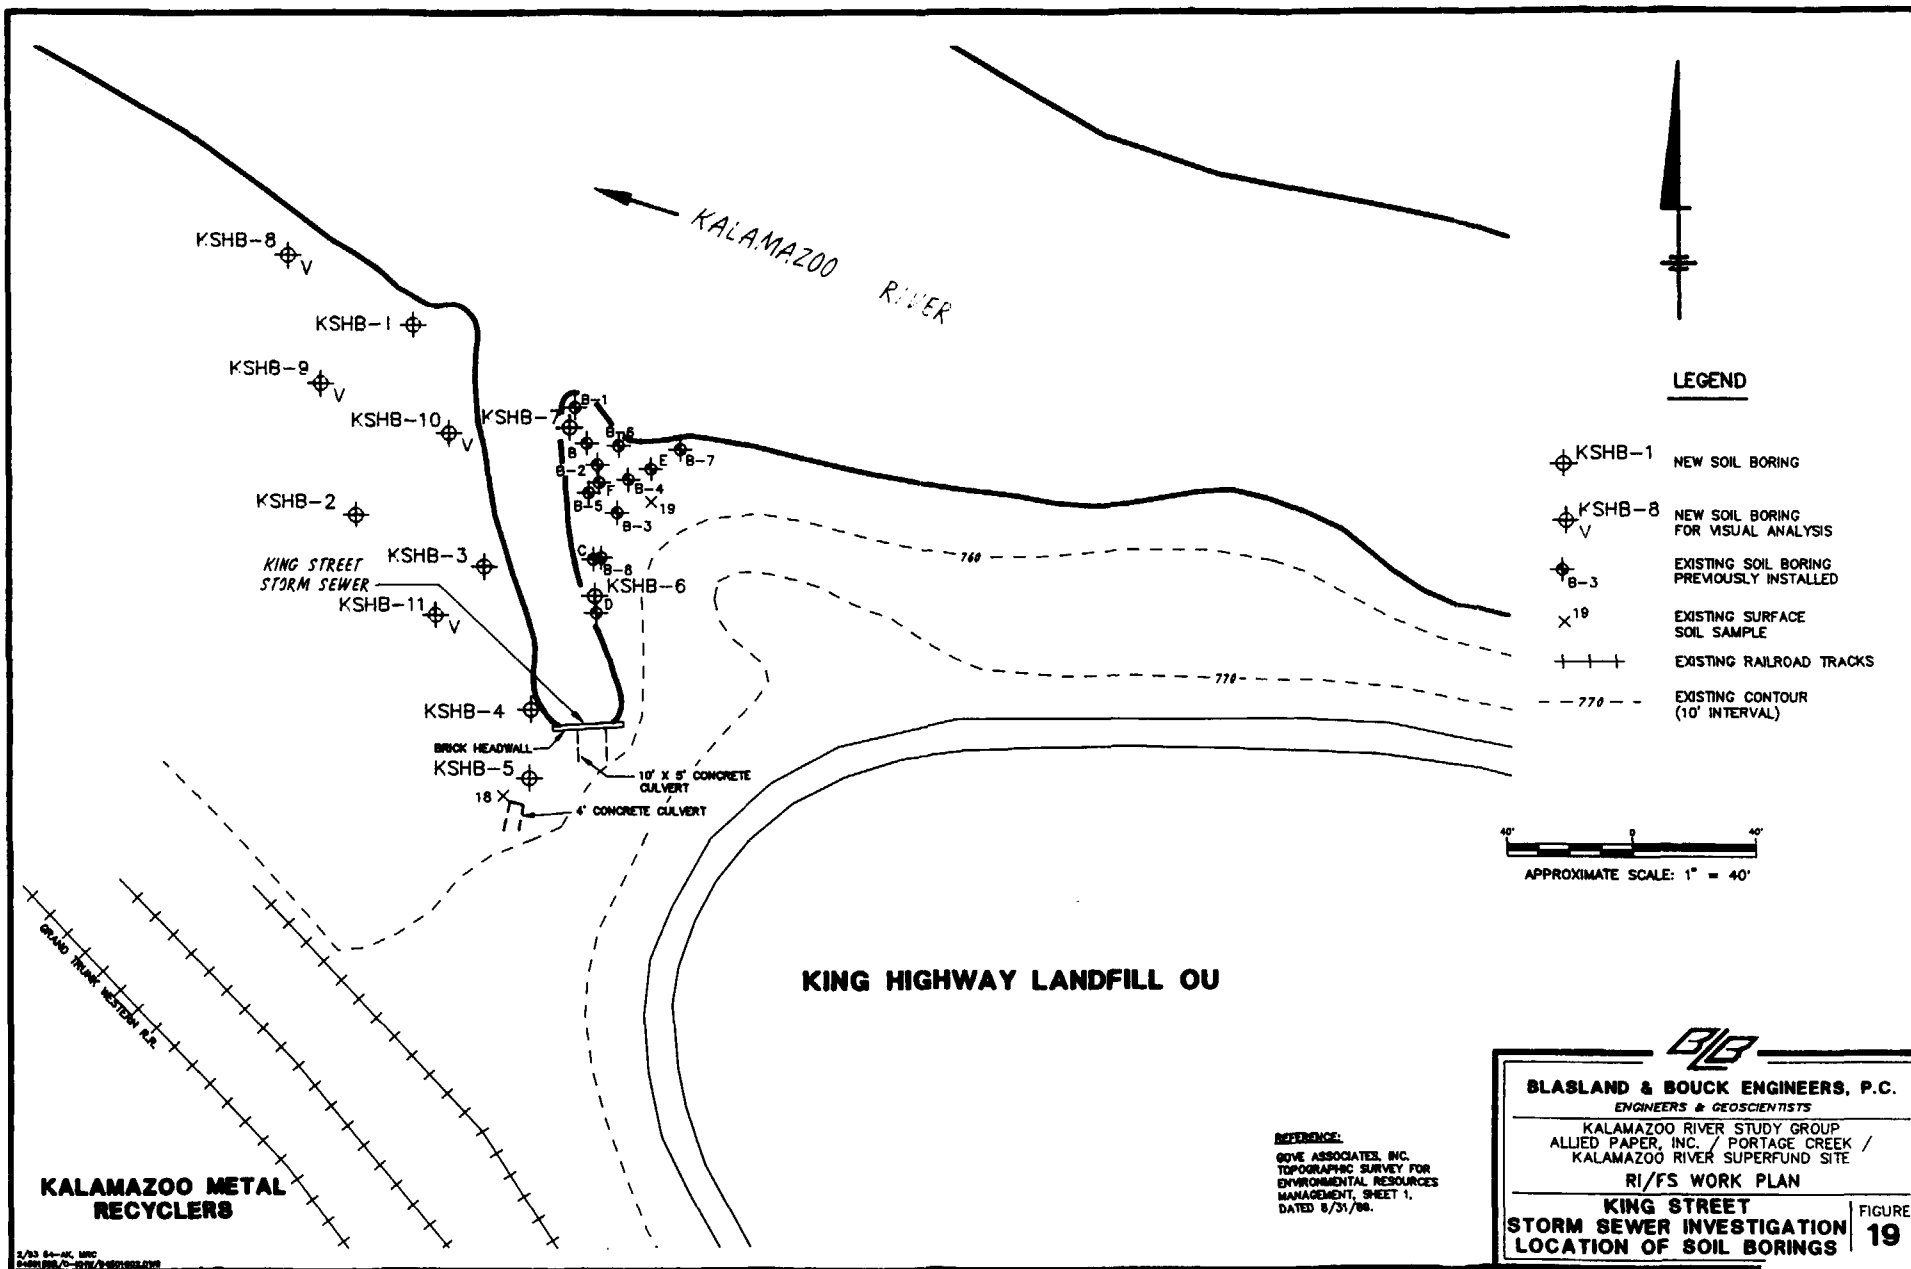 KSHB-8
V
KALAMAZOO RIVER
KSHB-1
KSHB-9
V
KSHB-10
V
KSHB-7
B-1
B-6
B
B-2
E
B-7
F
B-4
B-5
19
B-3
KSHB-2
KSHB-3
C
B-8
KING STREET
STORM SEWER
KSHB-6
D
KSHB-11
V
760
770
KSHB-4
BRICK HEADWALL
KSHB-5
10' X 5' CONCRETE
CULVERT
18
4' CONCRETE CULVERT
GRAND TRUNK WESTERN R.R.
KALAMAZOO METAL
RECYCLERS
KING HIGHWAY LANDFILL OU
LEGEND
KSHB-1 NEW SOIL BORING
KSHB-8 NEW SOIL BORING
V FOR VISUAL ANALYSIS
EXISTING SOIL BORING
B-3 PREVIOUSLY INSTALLED
19 EXISTING SURFACE
SOIL SAMPLE
EXISTING RAILROAD TRACKS
770 EXISTING CONTOUR
(10' INTERVAL)
40' 0 40'
APPROXIMATE SCALE: 1" = 40'
REFERENCE:
GOVE ASSOCIATES, INC.
TOPOGRAPHIC SURVEY FOR
ENVIRONMENTAL RESOURCES
MANAGEMENT, SHEET 1,
DATED
BBL
BLASLAND & BOUCK ENGINEERS, P.C.
ENGINEERS & GEOSCIENTISTS
KALAMAZOO RIVER STUDY GROUP
ALLIED PAPER, INC. / PORTAGE CREEK /
KALAMAZOO RIVER SUPERFUND SITE
RI/FS WORK PLAN
KING STREET
STORM SEWER INVESTIGATION
LOCATION OF SOIL BORINGS
FIGURE
19